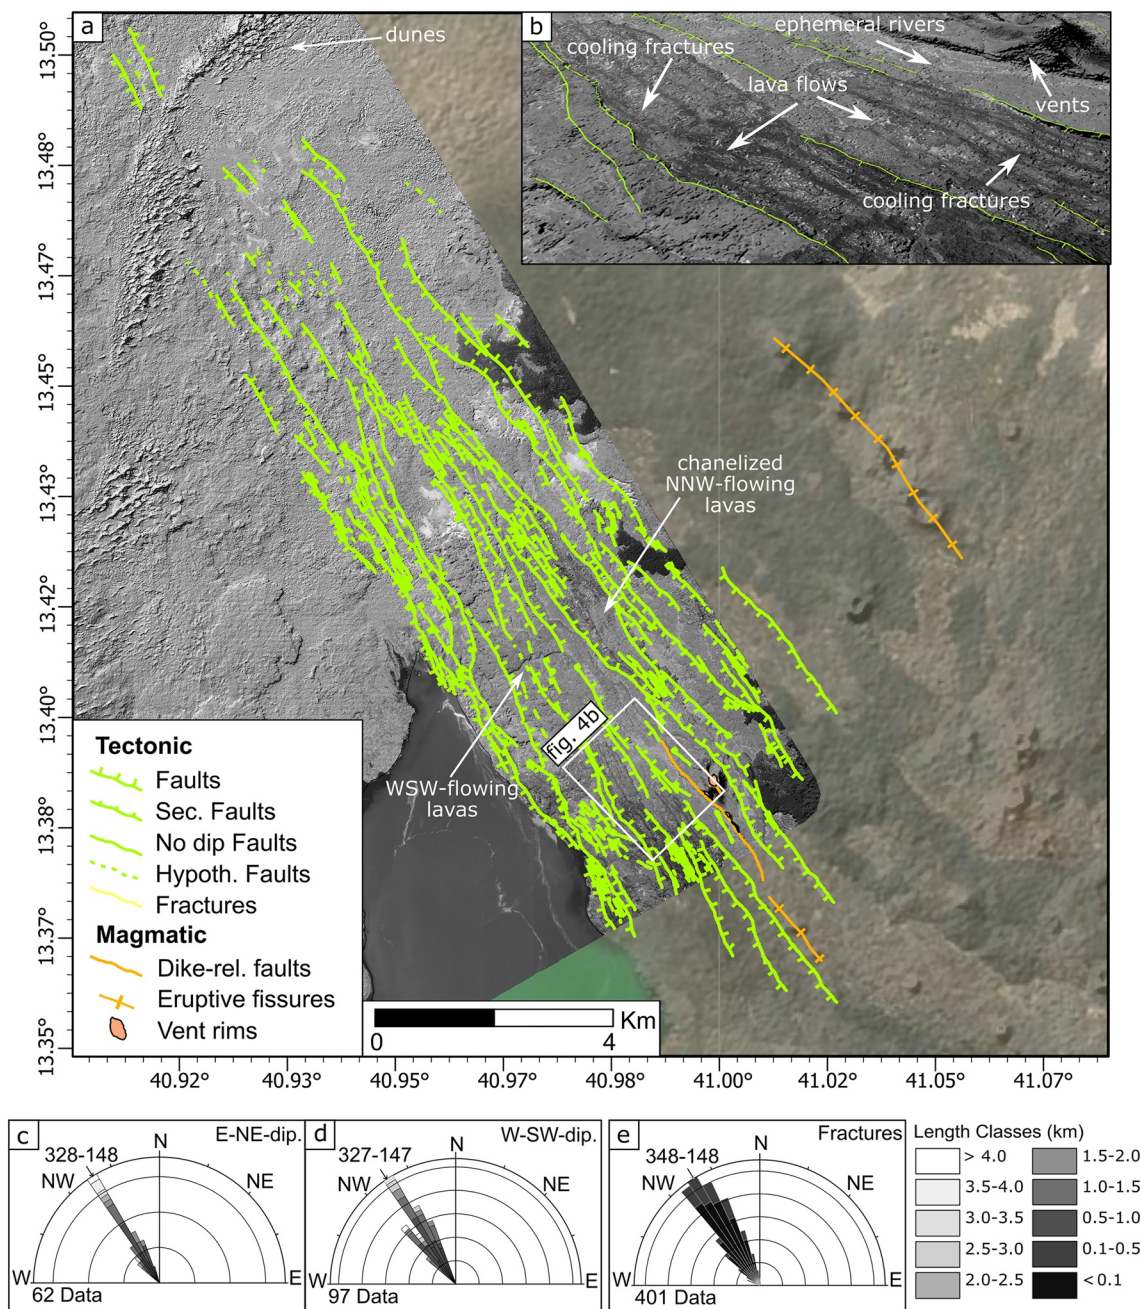 a
dunes
b
ephemeral rivers
cooling fractures
lava flows
vents
cooling fractures
13.50°
13.48°
13.47°
13.45°
13.43°
13.42°
13.40°
13.38°
13.37°
13.35°
chanelized
NNW-flowing
lavas
fig. 4b
WSW-flowing
lavas
Tectonic
Faults
Sec. Faults
No dip Faults
Hypoth. Faults
Fractures
Magmatic
Dike-rel. faults
Eruptive fissures
Vent rims
Km
0 4
40.92° 40.93° 40.95° 40.97° 40.98° 41.00° 41.02° 41.05° 41.07°
c
E-NE-dip.
N
328-148
NW NE
W E
62 Data
d
W-SW-dip.
N
327-147
NW NE
W E
97 Data
e
Fractures
N
348-148
NW NE
W E
401 Data
Length Classes (km)
> 4.0 1.5-2.0
3.5-4.0 1.0-1.5
3.0-3.5 0.5-1.0
2.5-3.0 0.1-0.5
2.0-2.5 <0.1